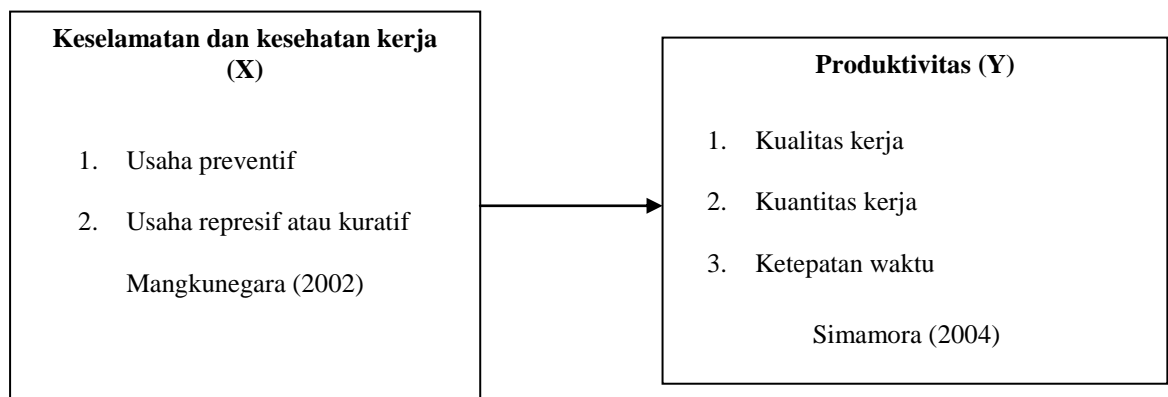 Keselamatan dan kesehatan kerja
(X)
1. Usaha preventif
2. Usaha represif atau kuratif
Mangkunegara (2002)
Produktivitas (Y)
1. Kualitas kerja
2. Kuantitas kerja
3. Ketepatan waktu
Simamora (2004)